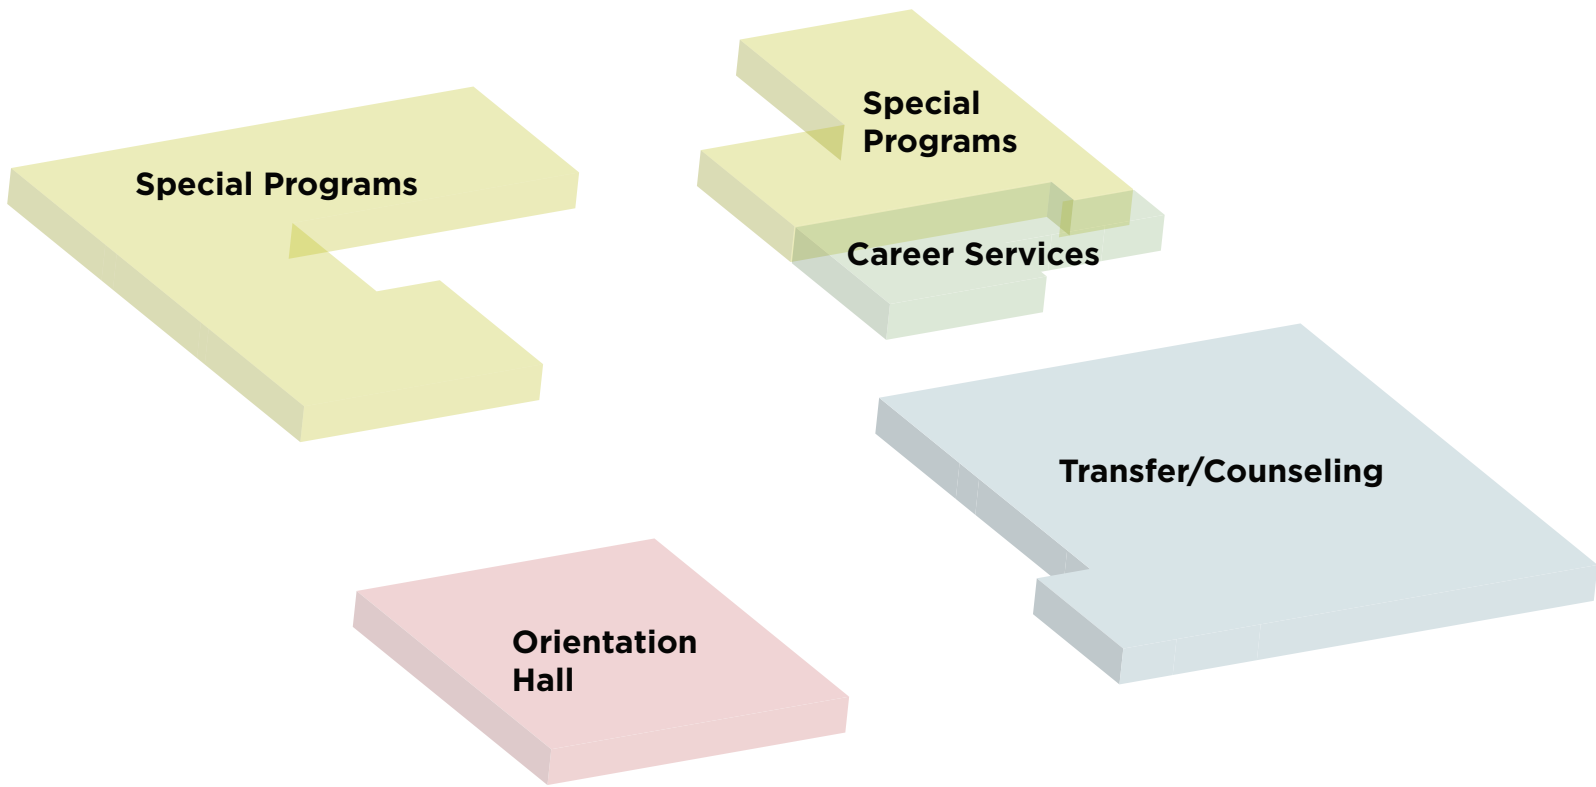 Special
Programs
Special Programs
Career Services
Transfer/Counseling
Orientation
Hall